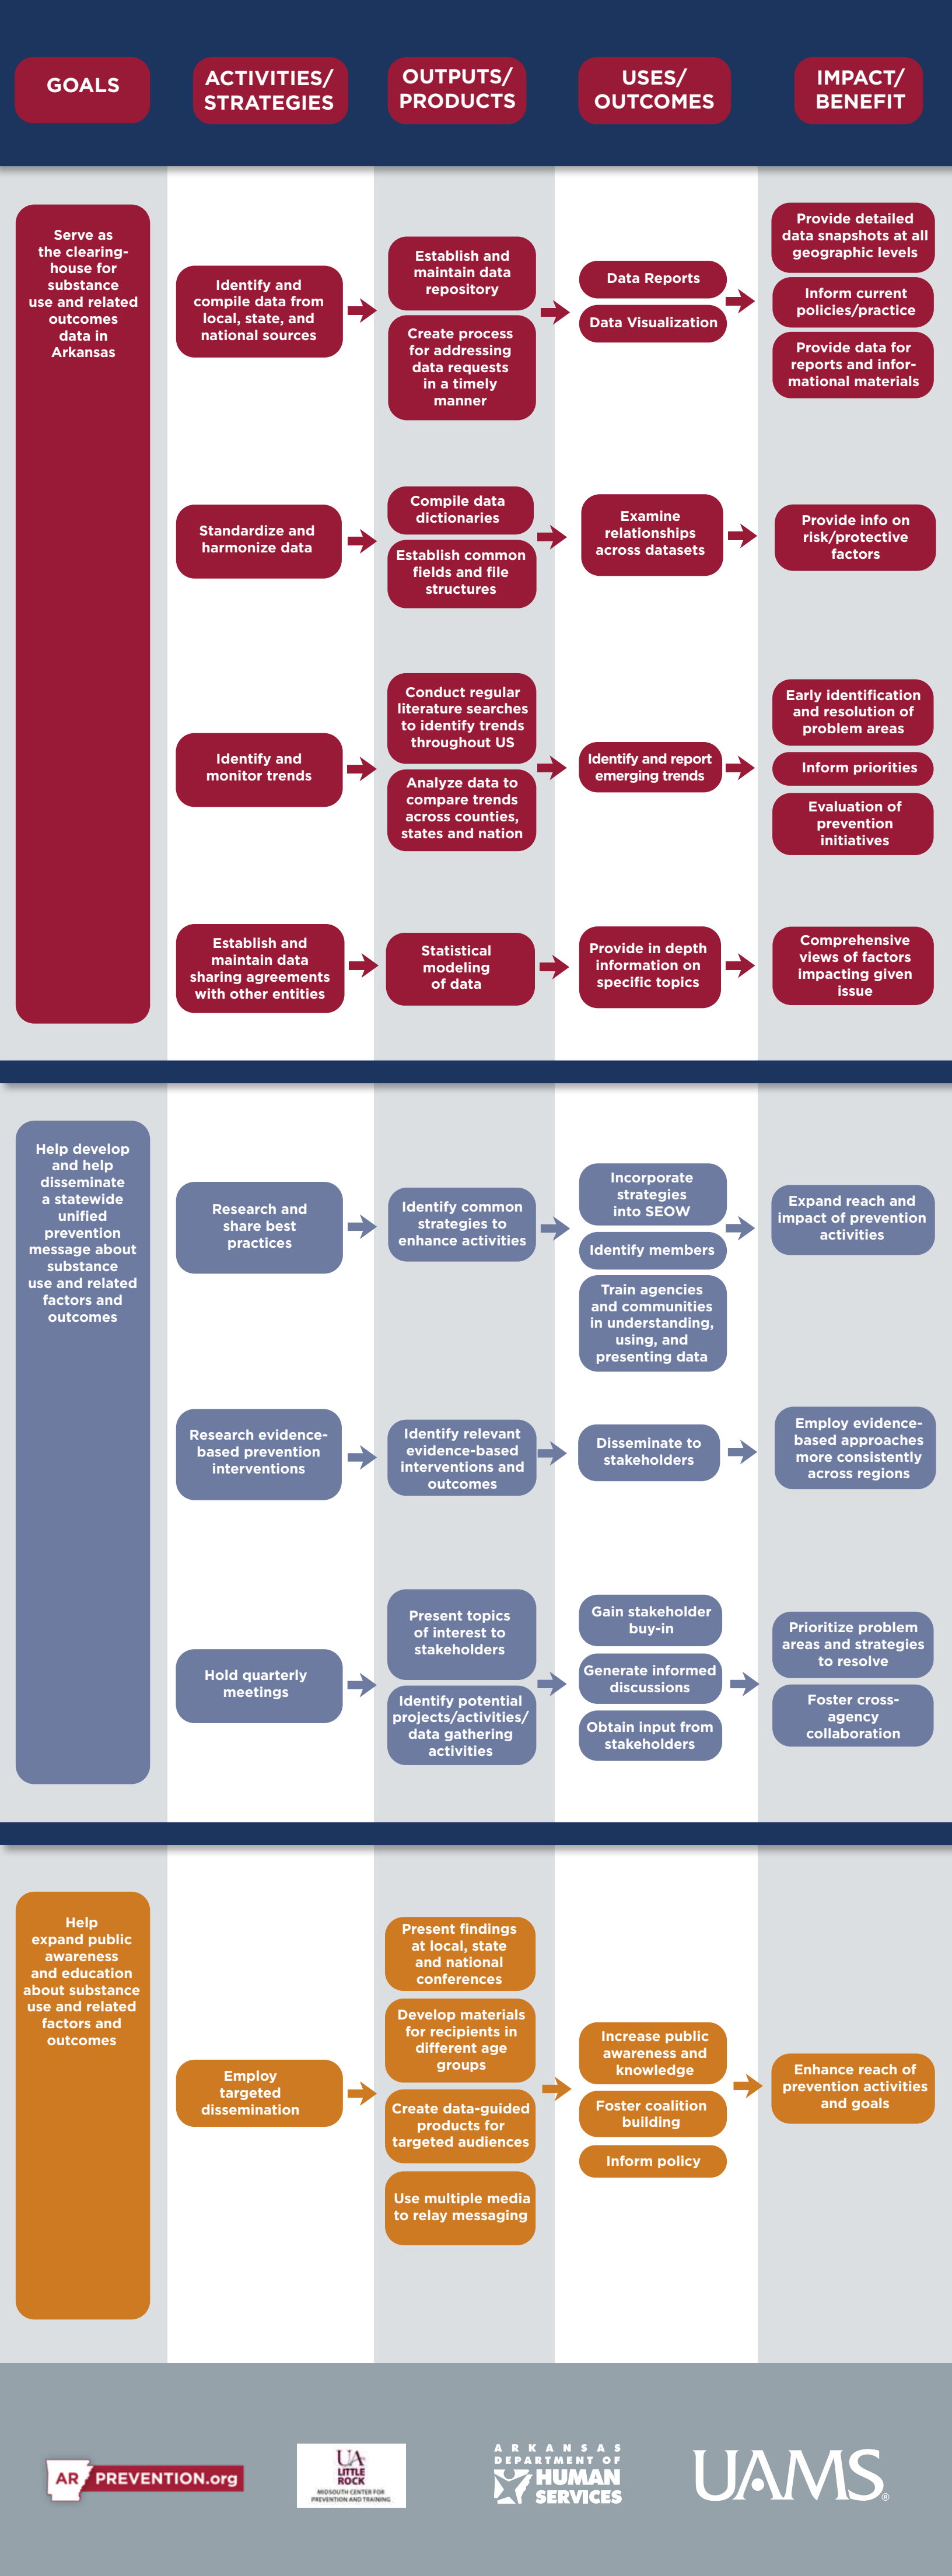 GOALS
ACTIVITIES/
STRATEGIES
OUTPUTS/
PRODUCTS
USES/
OUTCOMES
IMPACT/
BENEFIT
Serve as
the clearing-
house for
substance
use and related
outcomes
data in
Arkansas
Identify and
compile data from
local, state, and
national sources
Establish and
maintain data
repository
Create process
for addressing
data requests
in a timely
manner
Data Reports
Data Visualization
Provide detailed
data snapshots at all
geographic levels
Inform current
policies/practice
Provide data for
reports and infor-
mational materials
Standardize and
harmonize data
Compile data
dictionaries
Establish common
fields and file
structures
Examine
relationships
across datasets
Provide info on
risk/protective
factors
Identify and
monitor trends
Conduct regular
literature searches
to identify trends
throughout US
Analyze data to
compare trends
across counties,
states and nation
Identify and report
emerging trends
Early identification
and resolution of
problem areas
Inform priorities
Evaluation of
prevention
initiatives
Establish and
maintain data
sharing agreements
with other entities
Statistical
modeling
of data
Provide in depth
information on
specific topics
Comprehensive
views of factors
impacting given
issue
Help develop
and help
disseminate
a statewide
unified
prevention
message about
substance
use and related
factors and
outcomes
Research and
share best
practices
Identify common
strategies to
enhance activities
Incorporate
strategies
into SEOW
Identify members
Train agencies
and communities
in understanding,
using, and
presenting data
Expand reach and
impact of prevention
activities
Research evidence-
based prevention
interventions
Identify relevant
evidence-based
interventions and
outcomes
Disseminate to
stakeholders
Employ evidence-
based approaches
more consistently
across regions
Hold quarterly
meetings
Present topics
of interest to
stakeholders
Identify potential
projects/activities/
data gathering
activities
Gain stakeholder
buy-in
Generate informed
discussions
Obtain input from
stakeholders
Prioritize problem
areas and strategies
to resolve
Foster cross-
agency
collaboration
Help
expand public
awareness
and education
about substance
use and related
factors and
outcomes
Employ
targeted
dissemination
Present findings
at local, state
and national
conferences
Develop materials
for recipients in
different age
groups
Create data-guided
products for
targeted audiences
Use multiple media
to relay messaging
Increase public
awareness and
knowledge
Foster coalition
building
Inform policy
Enhance reach of
prevention activities
and goals
AR PREVENTION.org
UA
LITTLE
ROCK
MIDSOUTH CENTER FOR
PREVENTION AND TRAINING
ARKANSAS
DEPARTMENT OF
HUMAN
SERVICES
UAMS®